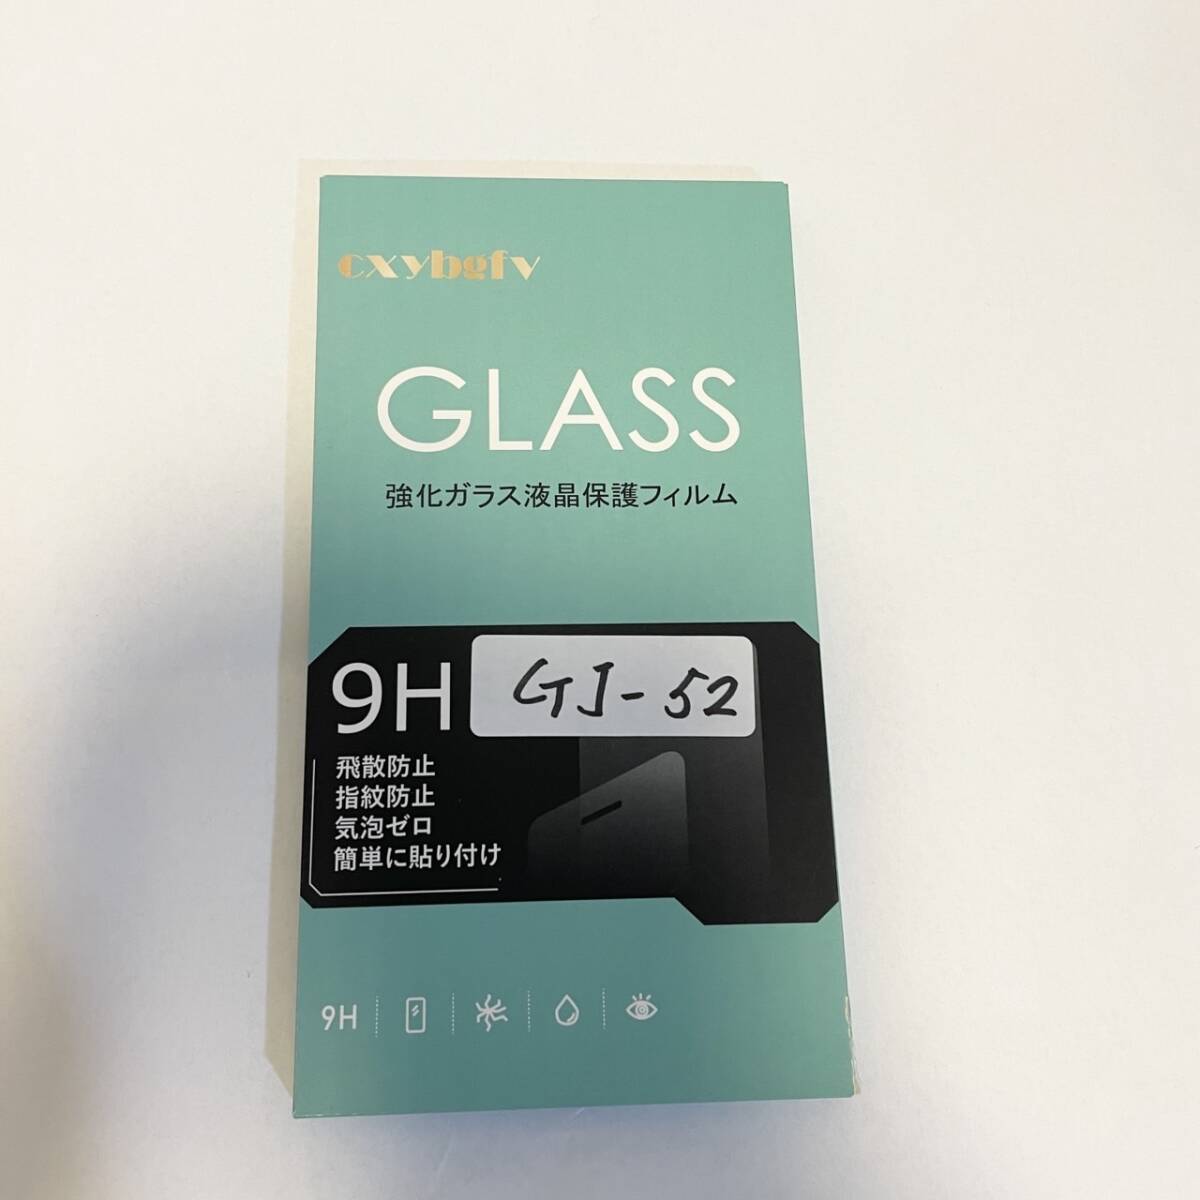 cxybgfv
GLASS
強化ガラス液晶保護フィルム
9H
GJ-52
飛散防止
指紋防止
気泡ゼロ
簡単に貼り付け
9H